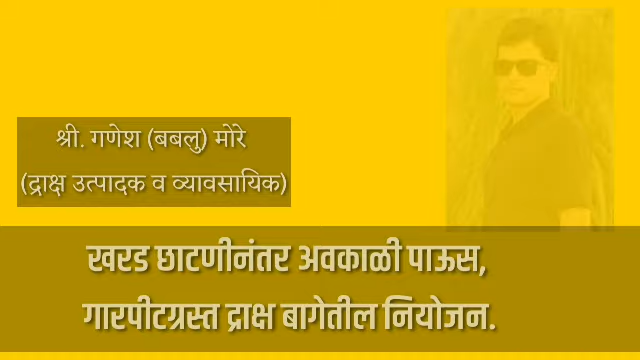 श्री. गणेश (बबलु) मोरे
(द्राक्ष उत्पादक व व्यावसायिक)
खरड छाटणीनंतर अवकाळी पाऊस,
गारपीटग्रस्त द्राक्ष बागेतील नियोजन.